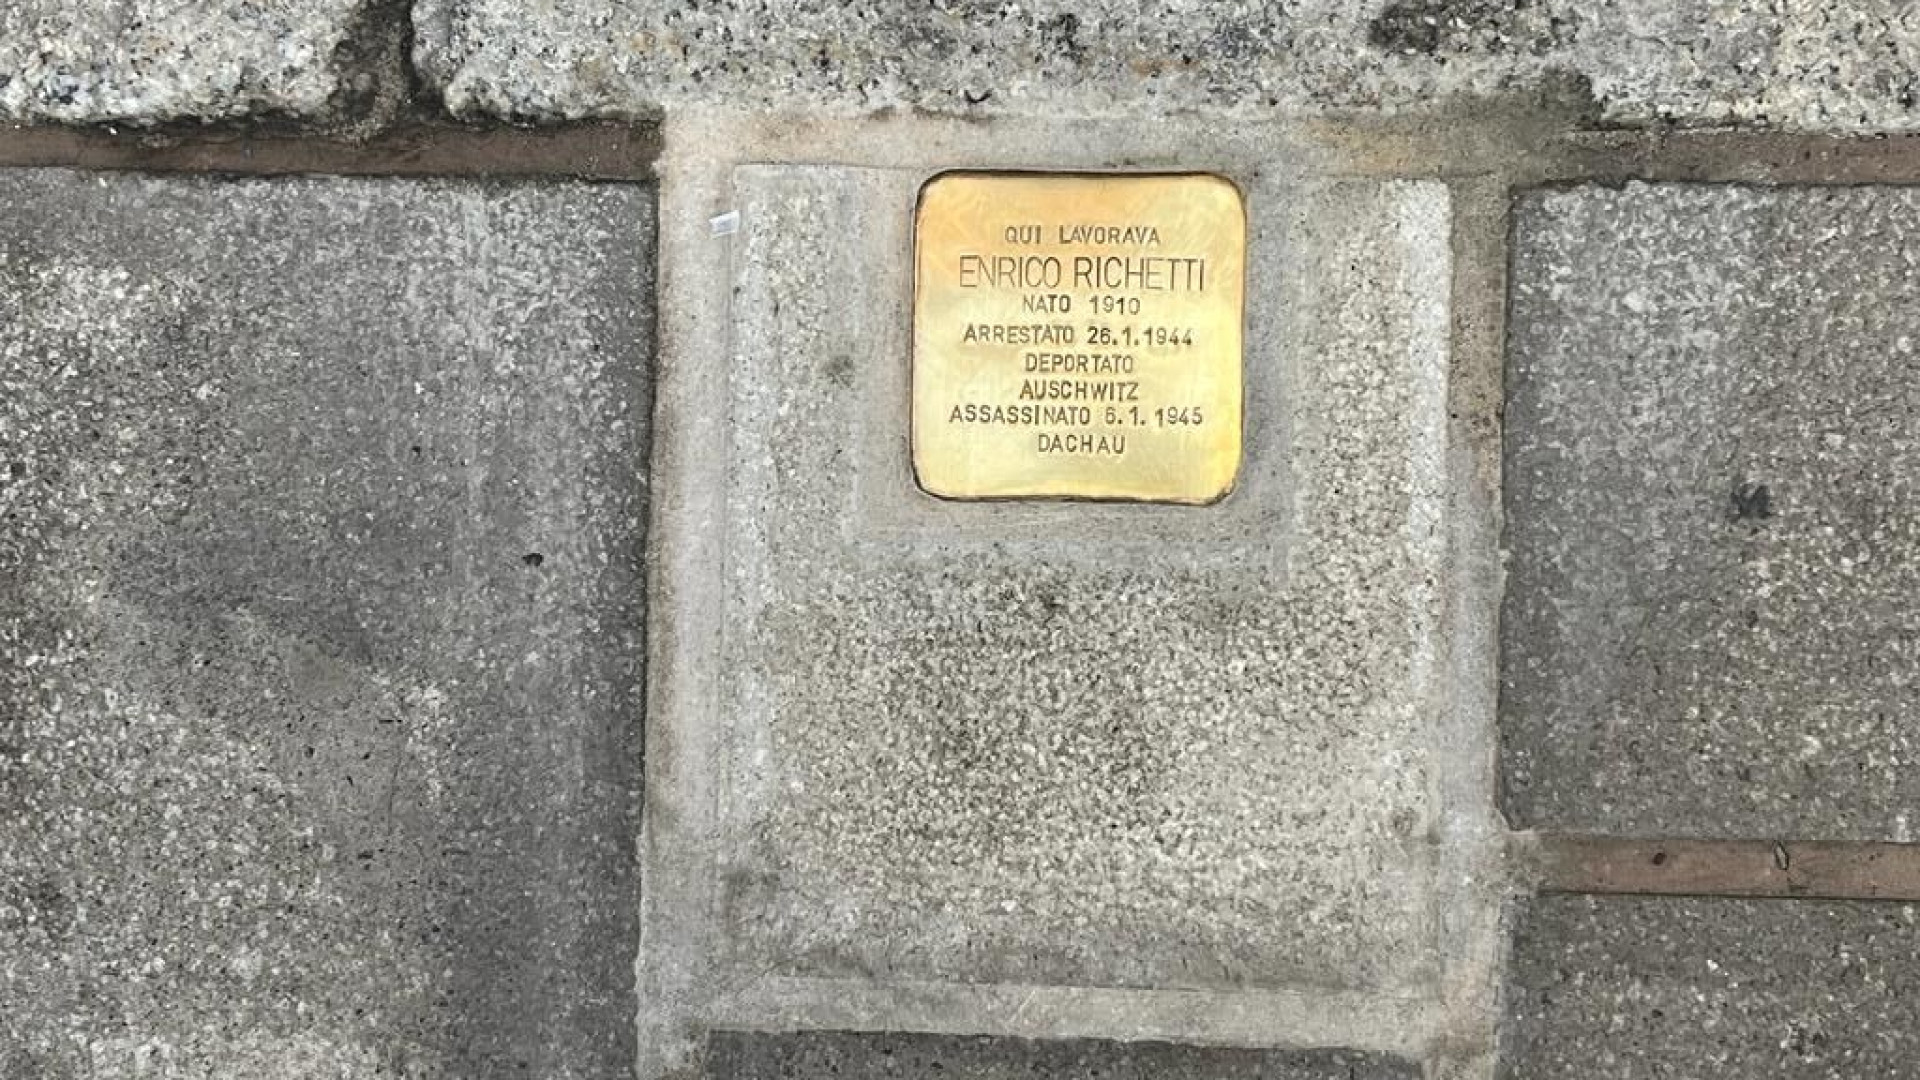 QUI LAVORAVA
ENRICO RICHETTI
NATO 1910
ARRESTATO 26.1.1944
DEPORTATO
AUSCHWITZ
ASSASSINATO 6.1.1945
DACHAU